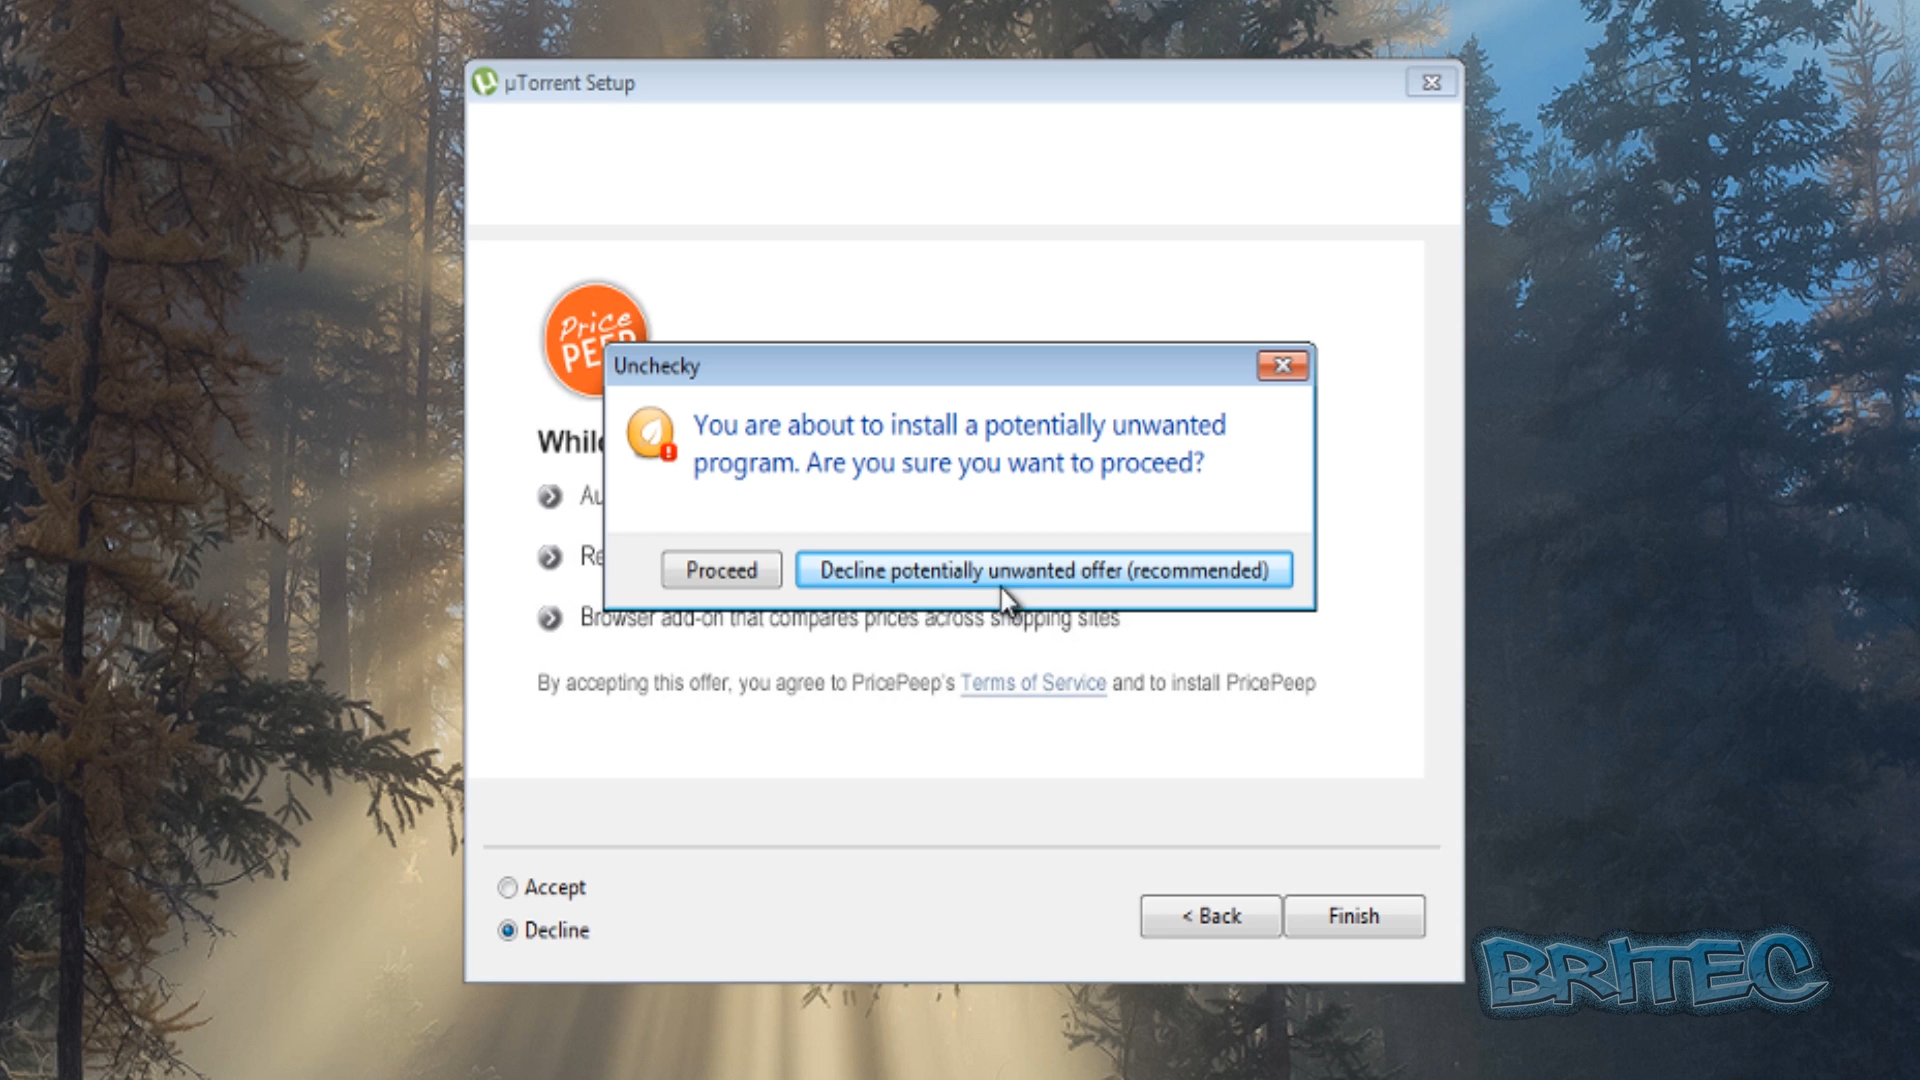 µTorrent Setup
Price
PEEP
Unchecky
You are about to install a potentially unwanted
program. Are you sure you want to proceed?
Proceed
Decline potentially unwanted offer (recommended)
While
Au
Re
Browser add-on that compares prices across shopping sites
By accepting this offer, you agree to PricePeep's Terms of Service and to install PricePeep
Accept
Decline
< Back
Finish
BRITEC